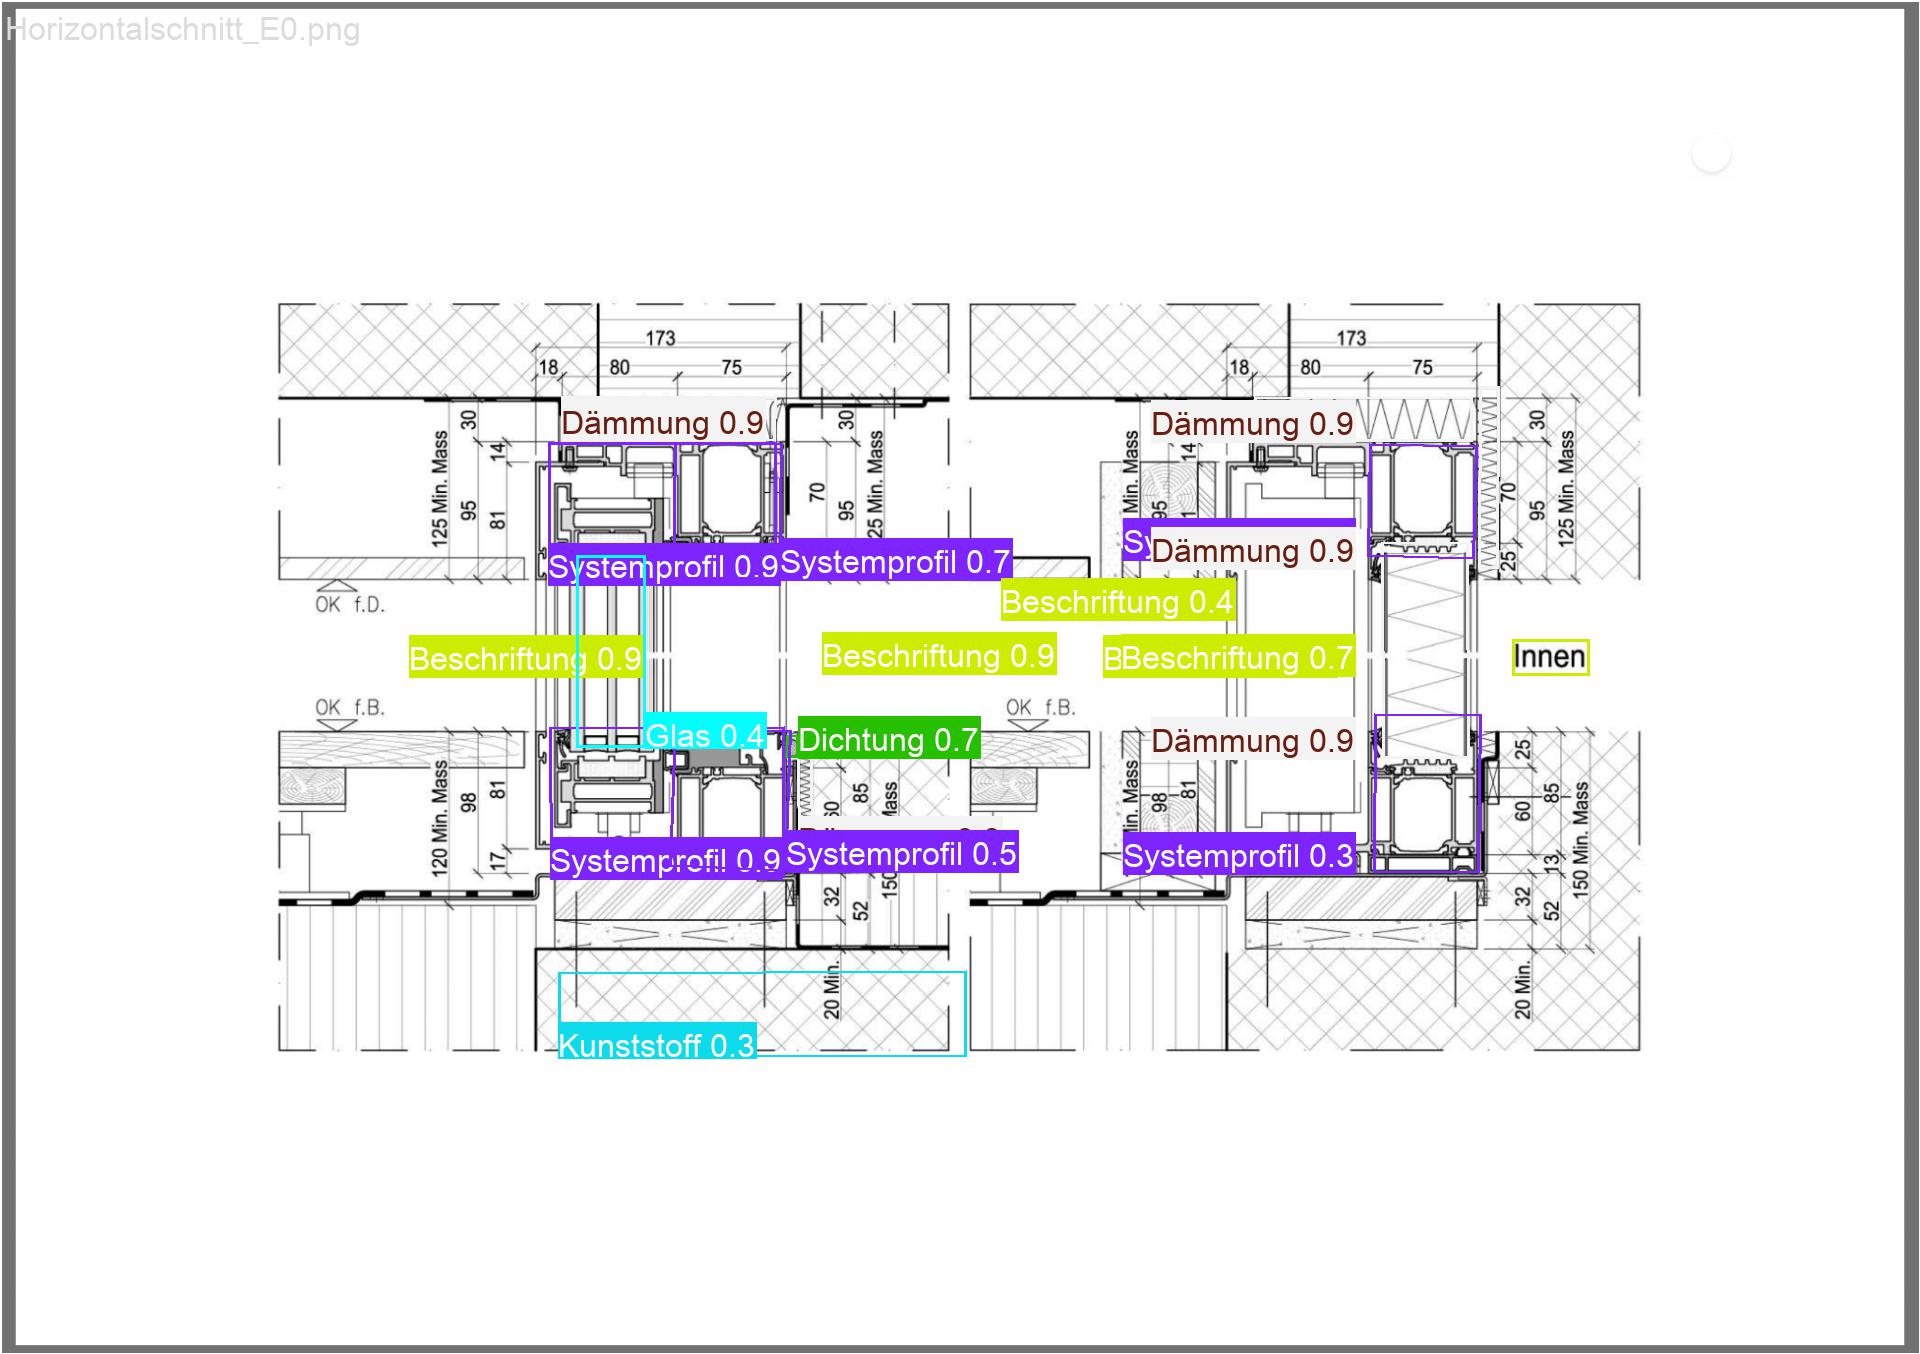 Horizontalschnitt_E0.png
173
173
18
80
75
18
80
75
30
30
30
Dämmung 0.9
Dämmung 0.9
125 Min. Mass
14
95
81
70
95
25 Min. Mass
Min. Mass
14
95
70
95
25
125 Min. Mass
Systemprofil 0.9
Systemprofil 0.7
Sy
Dämmung 0.9
OK f.D.
Beschriftung 0.4
Beschriftung 0.9
Beschriftung 0.9
B
Beschriftung 0.7
Innen
OK f.B.
OK f.B.
Glas 0.4
Dichtung 0.7
Dämmung 0.9
120 Min. Mass
98
81
17
60
85
Mass
Min. Mass
98
81
25
60
85
13
150 Min. Mass
Systemprofil 0.9
Systemprofil 0.5
Systemprofil 0.3
32
52
150
32
52
20 Min.
20 Min.
Kunststoff 0.3